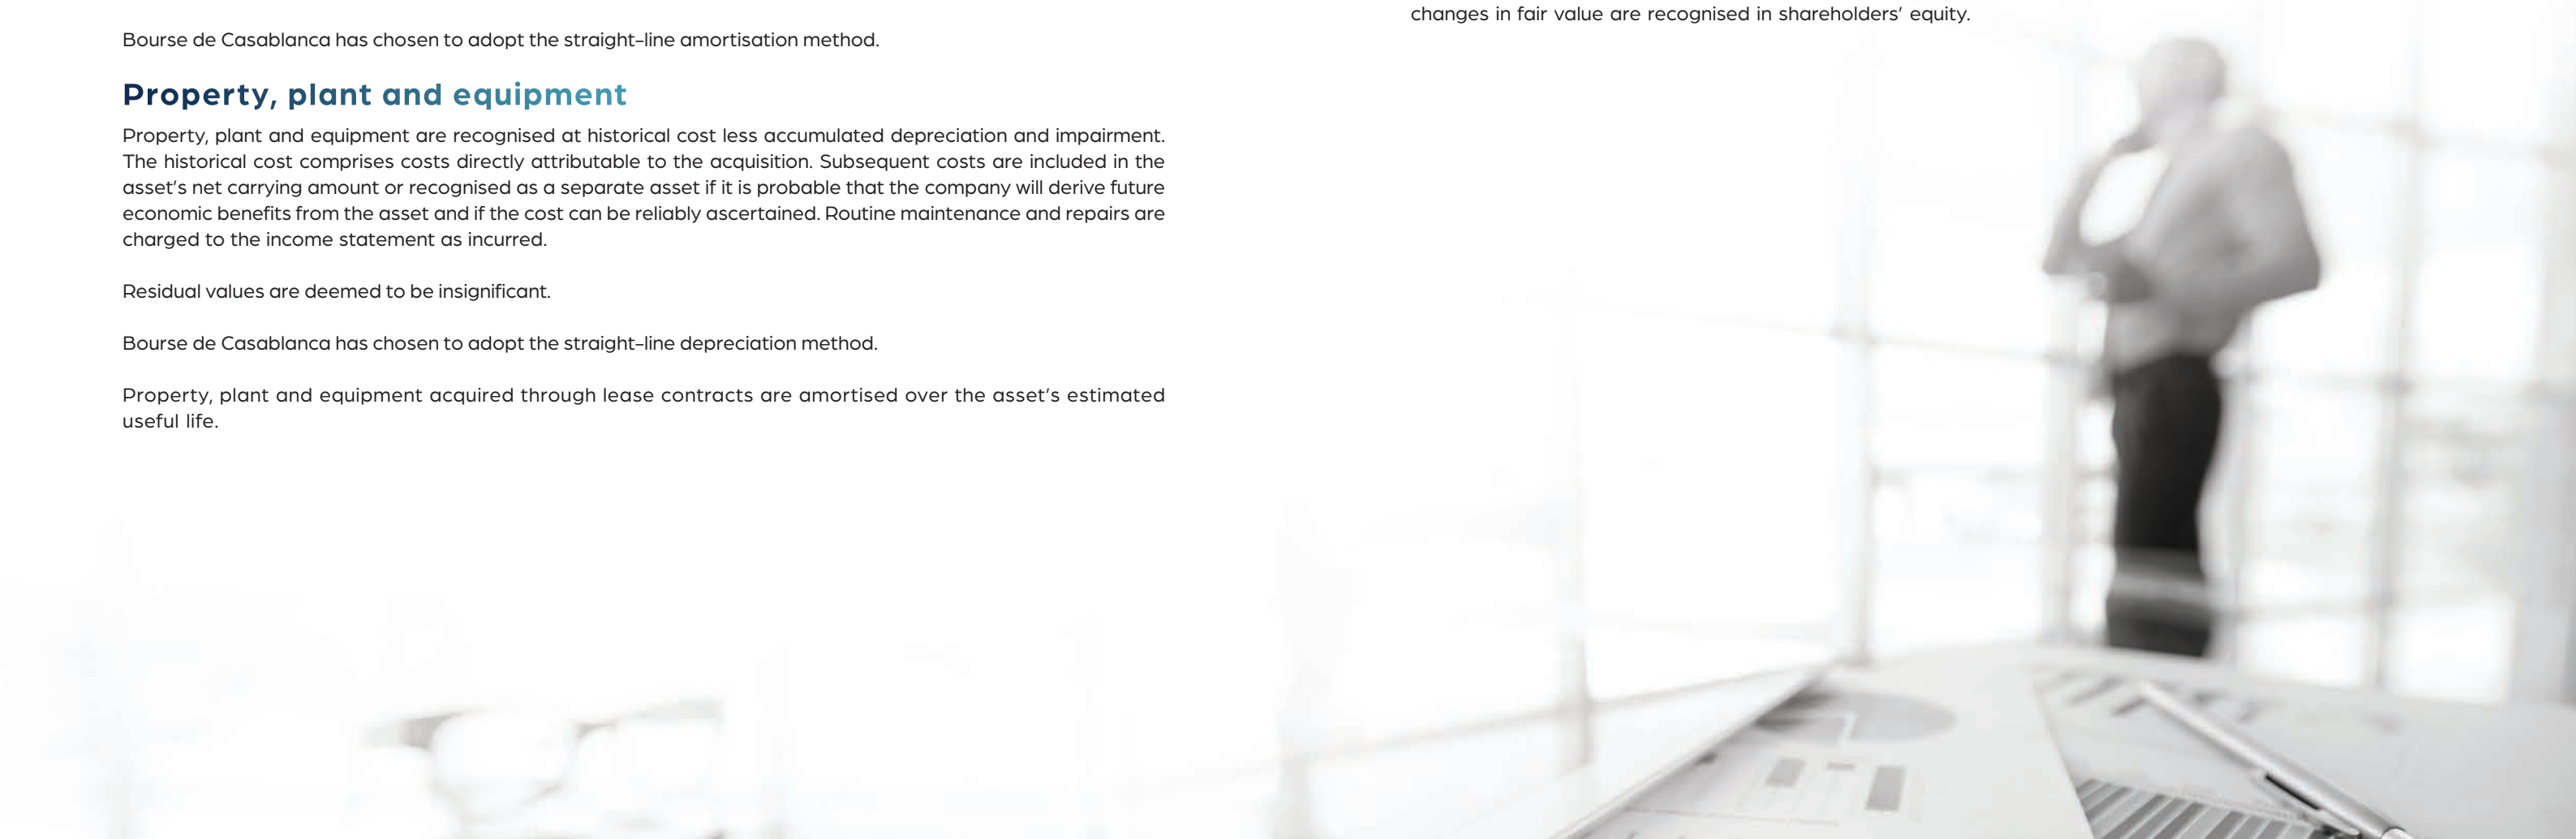 Bourse de Casablanca has chosen to adopt the straight-line amortisation method.
Property, plant and equipment
Property, plant and equipment are recognised at historical cost less accumulated depreciation and impairment.
The historical cost comprises costs directly attributable to the acquisition. Subsequent costs are included in the
asset's net carrying amount or recognised as a separate asset if it is probable that the company will derive future
economic benefits from the asset and if the cost can be reliably ascertained. Routine maintenance and repairs are
charged to the income statement as incurred.
Residual values are deemed to be insignificant.
Bourse de Casablanca has chosen to adopt the straight-line depreciation method.
Property, plant and equipment acquired through lease contracts are amortised over the asset's estimated
useful life.
changes in fair value are recognised in shareholders' equity.